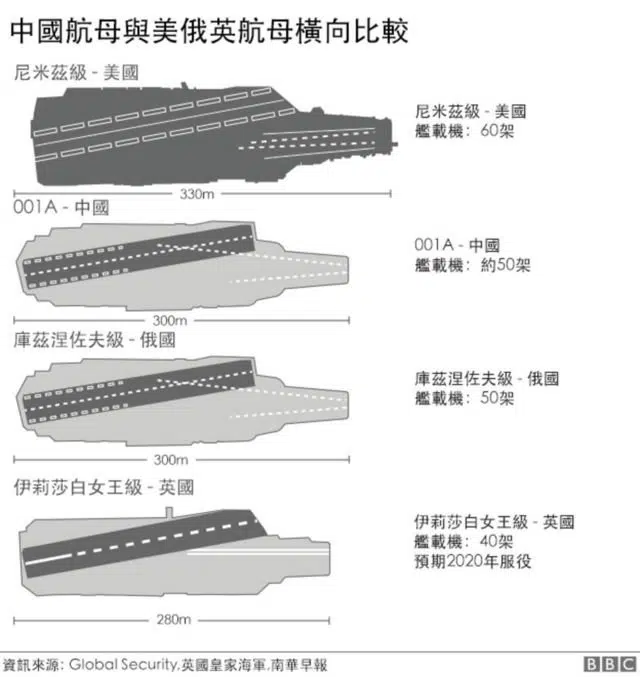 中國航母與美俄英航母橫向比較
尼米茲級 - 美國
尼米茲級 - 美國
艦載機：60架
330m
001A - 中國
001A - 中國
艦載機：約50架
300m
庫茲涅佐夫級 - 俄國
庫茲涅佐夫級 - 俄國
艦載機：50架
300m
伊莉莎白女王級 - 英國
伊莉莎白女王級 - 英國
艦載機：40架
預期2020年服役
280m
資訊來源: Global Security,英國皇家海軍,南華早報
BBC